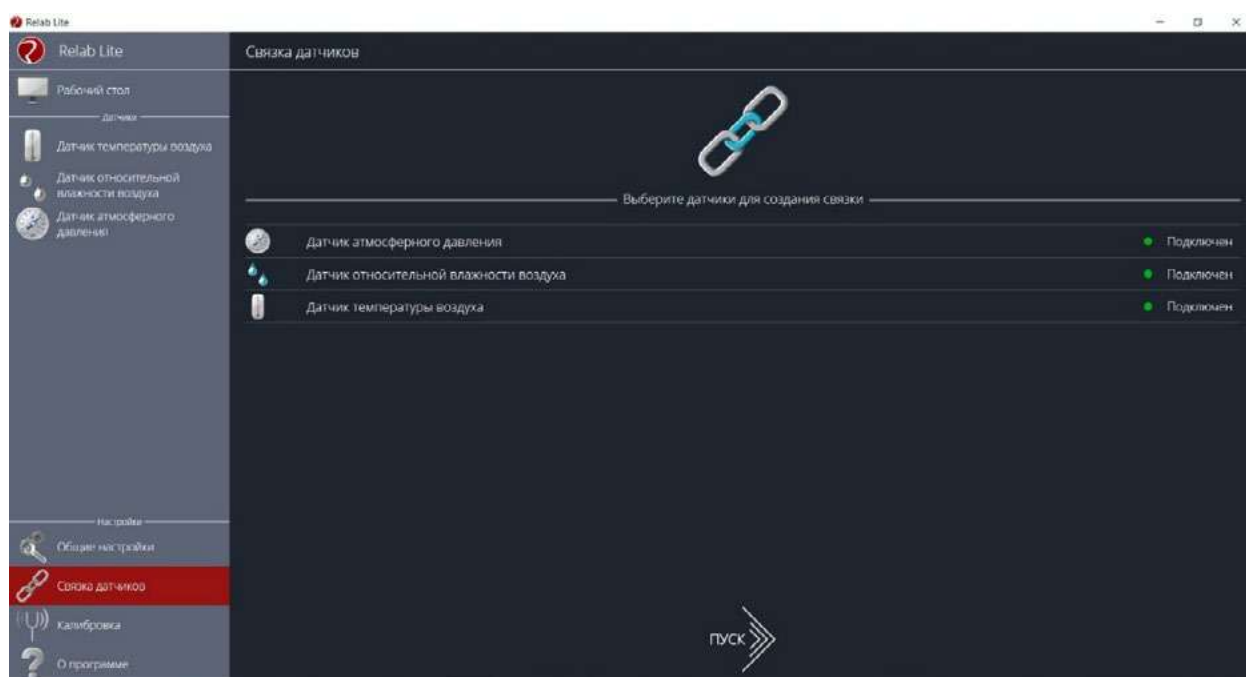 Relab Lite
Relab Lite
Связка датчиков
Рабочий стол
Датчики
Датчик температуры воздуха
Датчик относительной
влажности воздуха
Датчик атмосферного
давления
Выберите датчики для создания связки
Датчик атмосферного давления
Подключен
Датчик относительной влажности воздуха
Подключен
Датчик температуры воздуха
Подключен
Настройки
Общие настройки
Связка датчиков
Калибровка
О программе
ПУСК